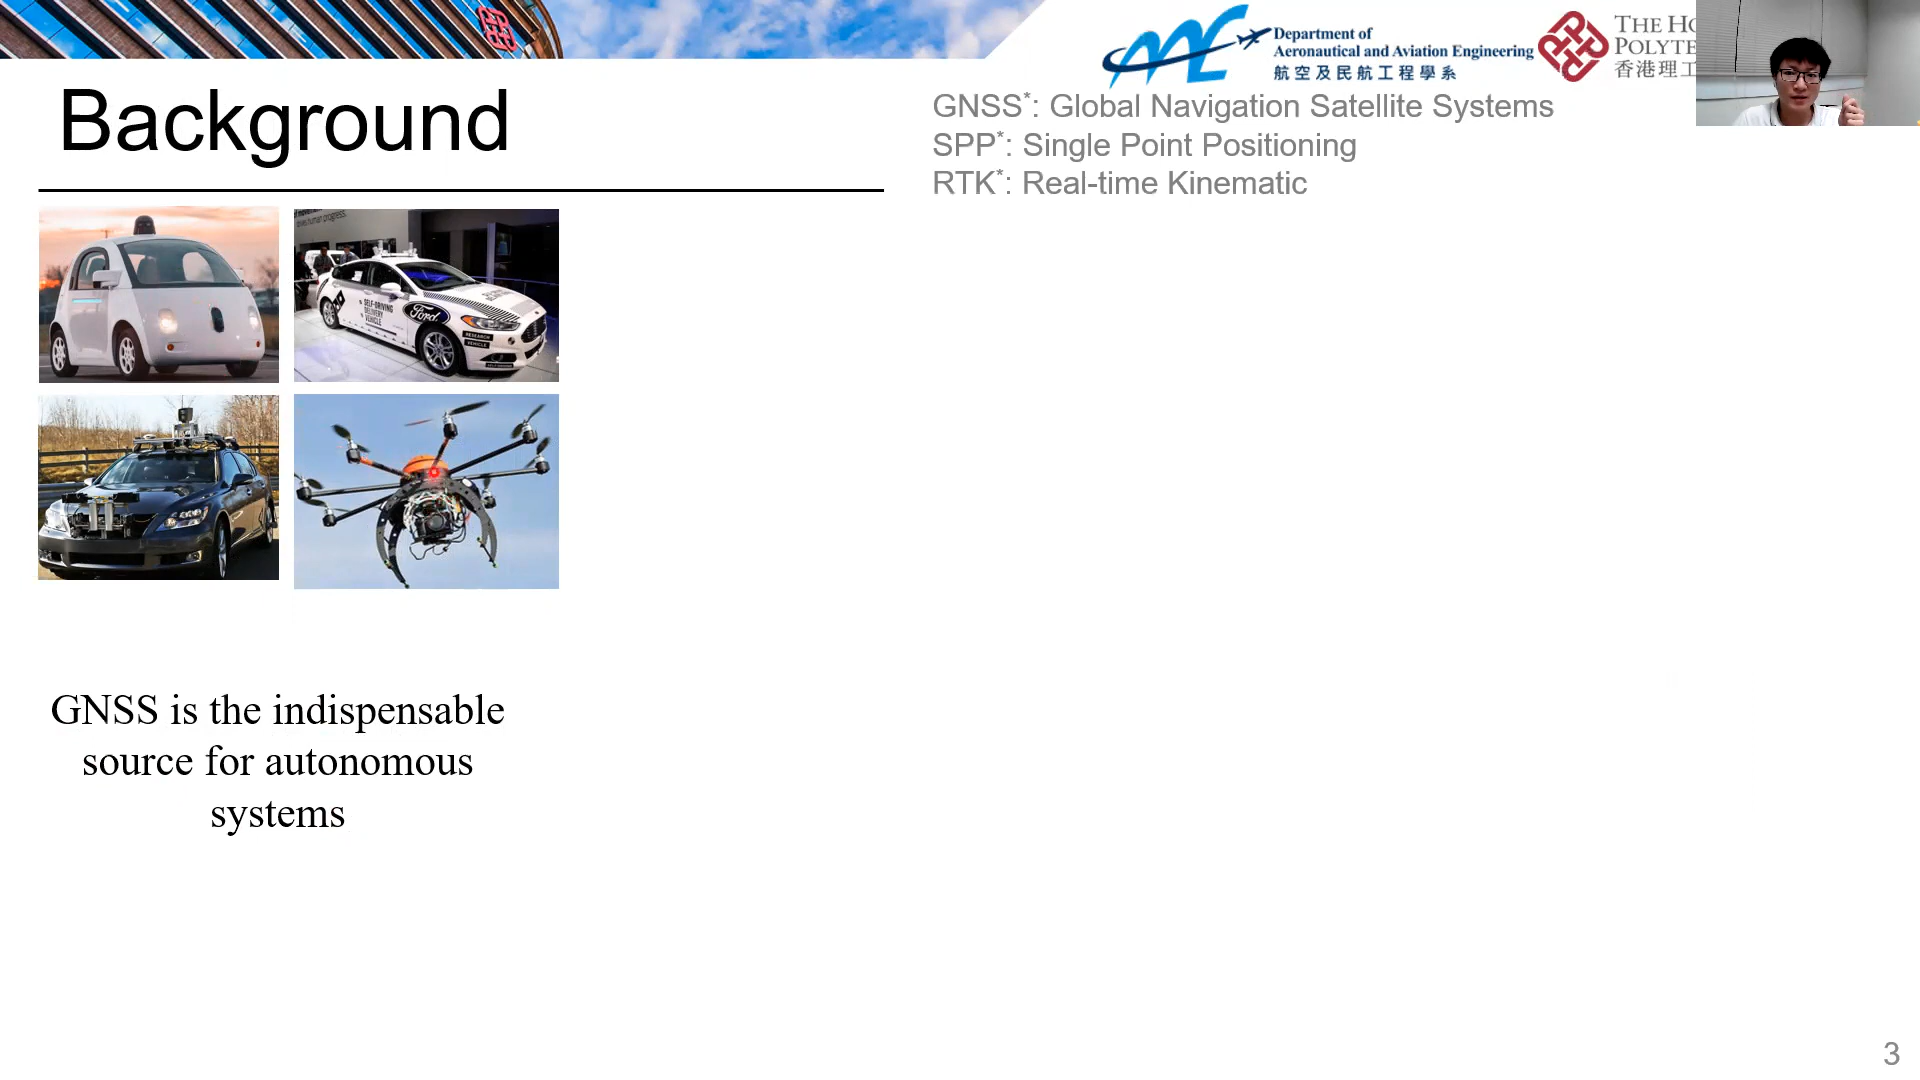 Department of
Aeronautical and Aviation Engineering
航空及民航工程學系
THE HO
POLYTE
香港理工
Background
GNSS*: Global Navigation Satellite Systems
SPP*: Single Point Positioning
RTK*: Real-time Kinematic
SELF-DRIVING
DELIVERY
VEHICLE
Ford
RESEARCH
VEHICLE
GNSS is the indispensable
source for autonomous
systems
3